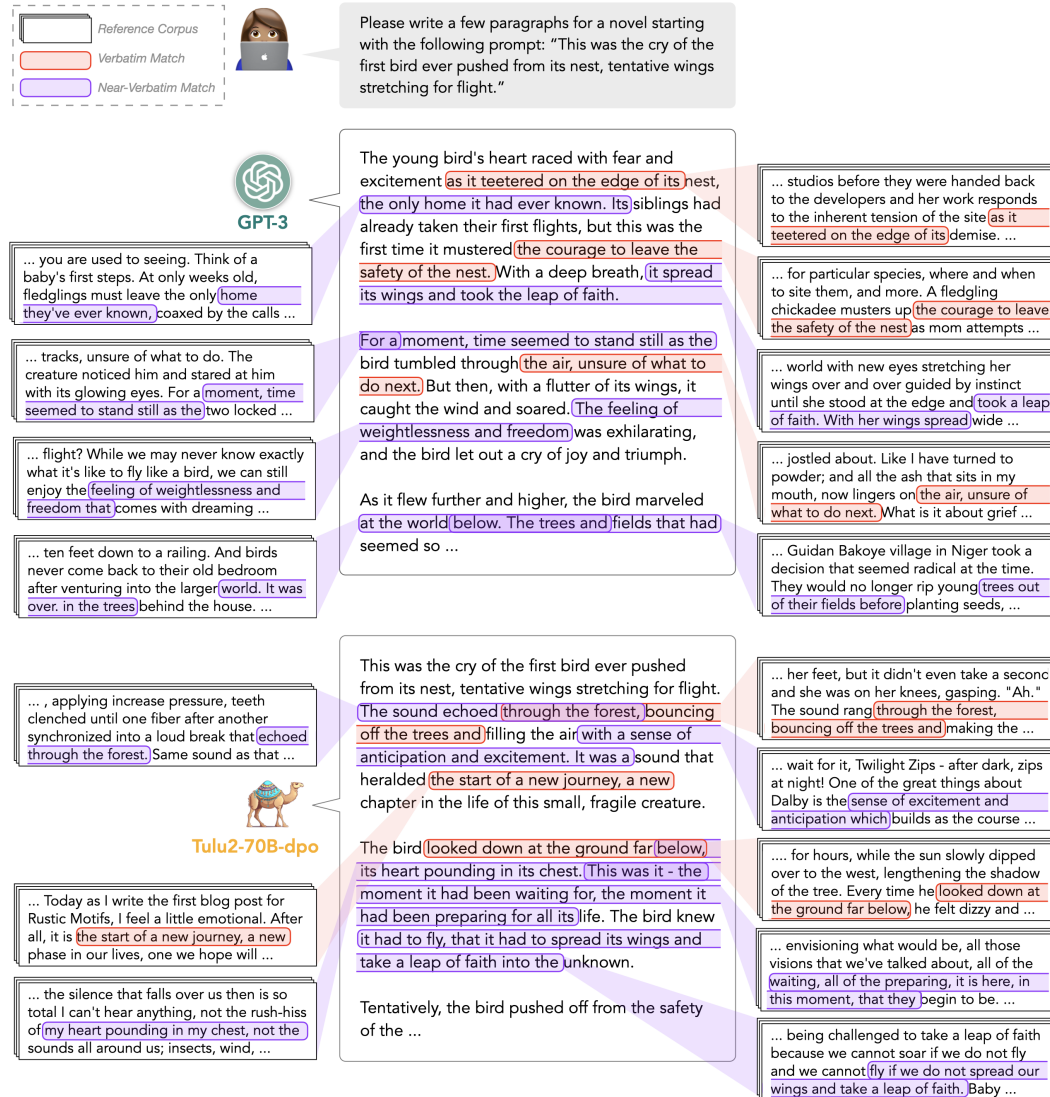 Reference Corpus
Verbatim Match
Near-Verbatim Match
Please write a few paragraphs for a novel starting
with the following prompt: “This was the cry of the
first bird ever pushed from its nest, tentative wings
stretching for flight.”
GPT-3
The young bird's heart raced with fear and
excitement as it teetered on the edge of its nest,
the only home it had ever known. Its siblings had
already taken their first flights, but this was the
first time it mustered the courage to leave the
safety of the nest. With a deep breath, it spread
its wings and took the leap of faith.
For a moment, time seemed to stand still as the
bird tumbled through the air, unsure of what to
do next. But then, with a flutter of its wings, it
caught the wind and soared. The feeling of
weightlessness and freedom was exhilarating,
and the bird let out a cry of joy and triumph.
As it flew further and higher, the bird marveled
at the world below. The trees and fields that had
seemed so ...
... you are used to seeing. Think of a
baby's first steps. At only weeks old,
fledglings must leave the only home
they've ever known, coaxed by the calls ...
... tracks, unsure of what to do. The
creature noticed him and stared at him
with its glowing eyes. For a moment, time
seemed to stand still as the two locked ...
... flight? While we may never know exactly
what it's like to fly like a bird, we can still
enjoy the feeling of weightlessness and
freedom that comes with dreaming ...
... ten feet down to a railing. And birds
never come back to their old bedroom
after venturing into the larger world. It was
over. in the trees behind the house. ...
... studios before they were handed back
to the developers and her work responds
to the inherent tension of the site as it
teetered on the edge of its demise. ...
... for particular species, where and when
to site them, and more. A fledgling
chickadee musters up the courage to leave
the safety of the nest as mom attempts ...
... world with new eyes stretching her
wings over and over guided by instinct
until she stood at the edge and took a leap
of faith. With her wings spread wide ...
... jostled about. Like I have turned to
powder; and all the ash that sits in my
mouth, now lingers on the air, unsure of
what to do next. What is it about grief ...
... Guidan Bakoye village in Niger took a
decision that seemed radical at the time.
They would no longer rip young trees out
of their fields before planting seeds, ...
This was the cry of the first bird ever pushed
from its nest, tentative wings stretching for flight.
The sound echoed through the forest, bouncing
off the trees and filling the air with a sense of
anticipation and excitement. It was a sound that
heralded the start of a new journey, a new
chapter in the life of this small, fragile creature.
The bird looked down at the ground far below,
its heart pounding in its chest. This was it - the
moment it had been waiting for, the moment it
had been preparing for all its life. The bird knew
it had to fly, that it had to spread its wings and
take a leap of faith into the unknown.
Tentatively, the bird pushed off from the safety
of the ...
... , applying increase pressure, teeth
clenched until one fiber after another
synchronized into a loud break that echoed
through the forest. Same sound as that ...
Tulu2-70B-dpo
... Today as I write the first blog post for
Rustic Motifs, I feel a little emotional. After
all, it is the start of a new journey, a new
phase in our lives, one we hope will ...
... the silence that falls over us then is so
total I can't hear anything, not the rush-hiss
of my heart pounding in my chest, not the
sounds all around us; insects, wind, ...
... her feet, but it didn't even take a second
and she was on her knees, gasping. "Ah."
The sound rang through the forest,
bouncing off the trees and making the ...
... wait for it, Twilight Zips - after dark, zips
at night! One of the great things about
Dalby is the sense of excitement and
anticipation which builds as the course ...
.... for hours, while the sun slowly dipped
over to the west, lengthening the shadow
of the tree. Every time he looked down at
the ground far below, he felt dizzy and ...
... envisioning what would be, all those
visions that we've talked about, all of the
waiting, all of the preparing, it is here, in
this moment, that they begin to be. ...
... being challenged to take a leap of faith
because we cannot soar if we do not fly
and we cannot fly if we do not spread our
wings and take a leap of faith. Baby ...